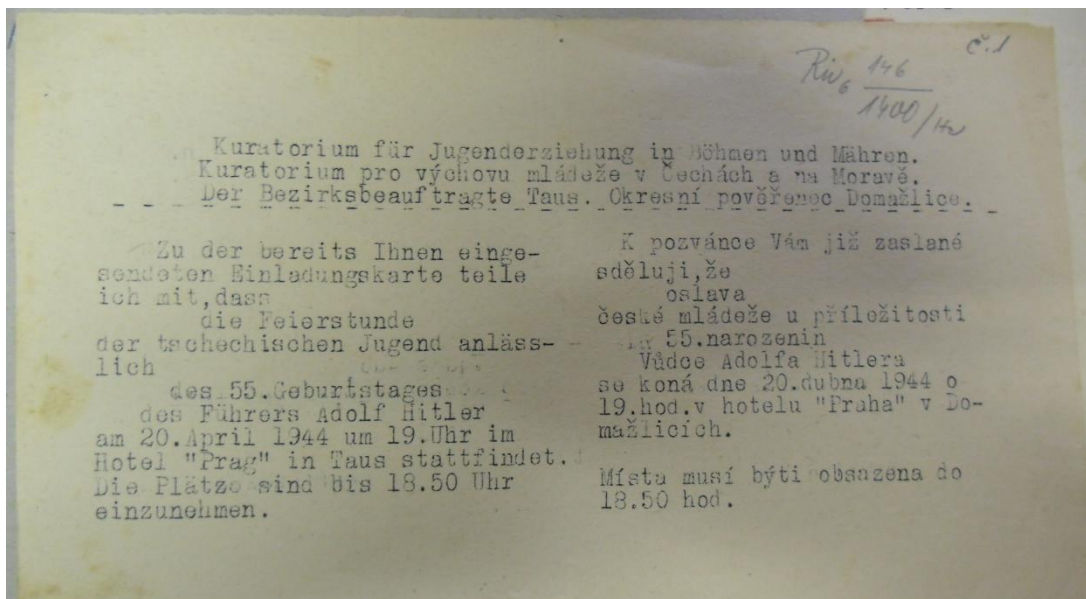 č.1
146
1400/
Kuratorium für Jugenderziehung in Böhmen und Mähren.
Kuratorium pro výchovu mládeže v Čechách a na Moravě.
Der Bezirksbeauftragte Taus. Okresní pověřenec Domažlice.
Zu der bereits Ihnen einge-
sendeten Einladungskarte teile
ich mit,dass
die Feierstunde
der tschechischen Jugend anläss-
lich
des 55.Geburtstages
des Führers Adolf Hitler
am 20.April 1944 um 19.Uhr im
Hotel "Prag" in Taus stattfindet.
Die Plätze sind bis 18.50 Uhr
einzunehmen.
K pozvánce Vám již zaslané
sděluji,že
oslava
české mládeže u příležitosti
55.narozenin
Vůdce Adolfa Hitlera
se koná dne 20.dubna 1944 o
19.hod.v hotelu "Praha" v Do-
mažlicích.
Místa musí býti obsazena do
18.50 hod.